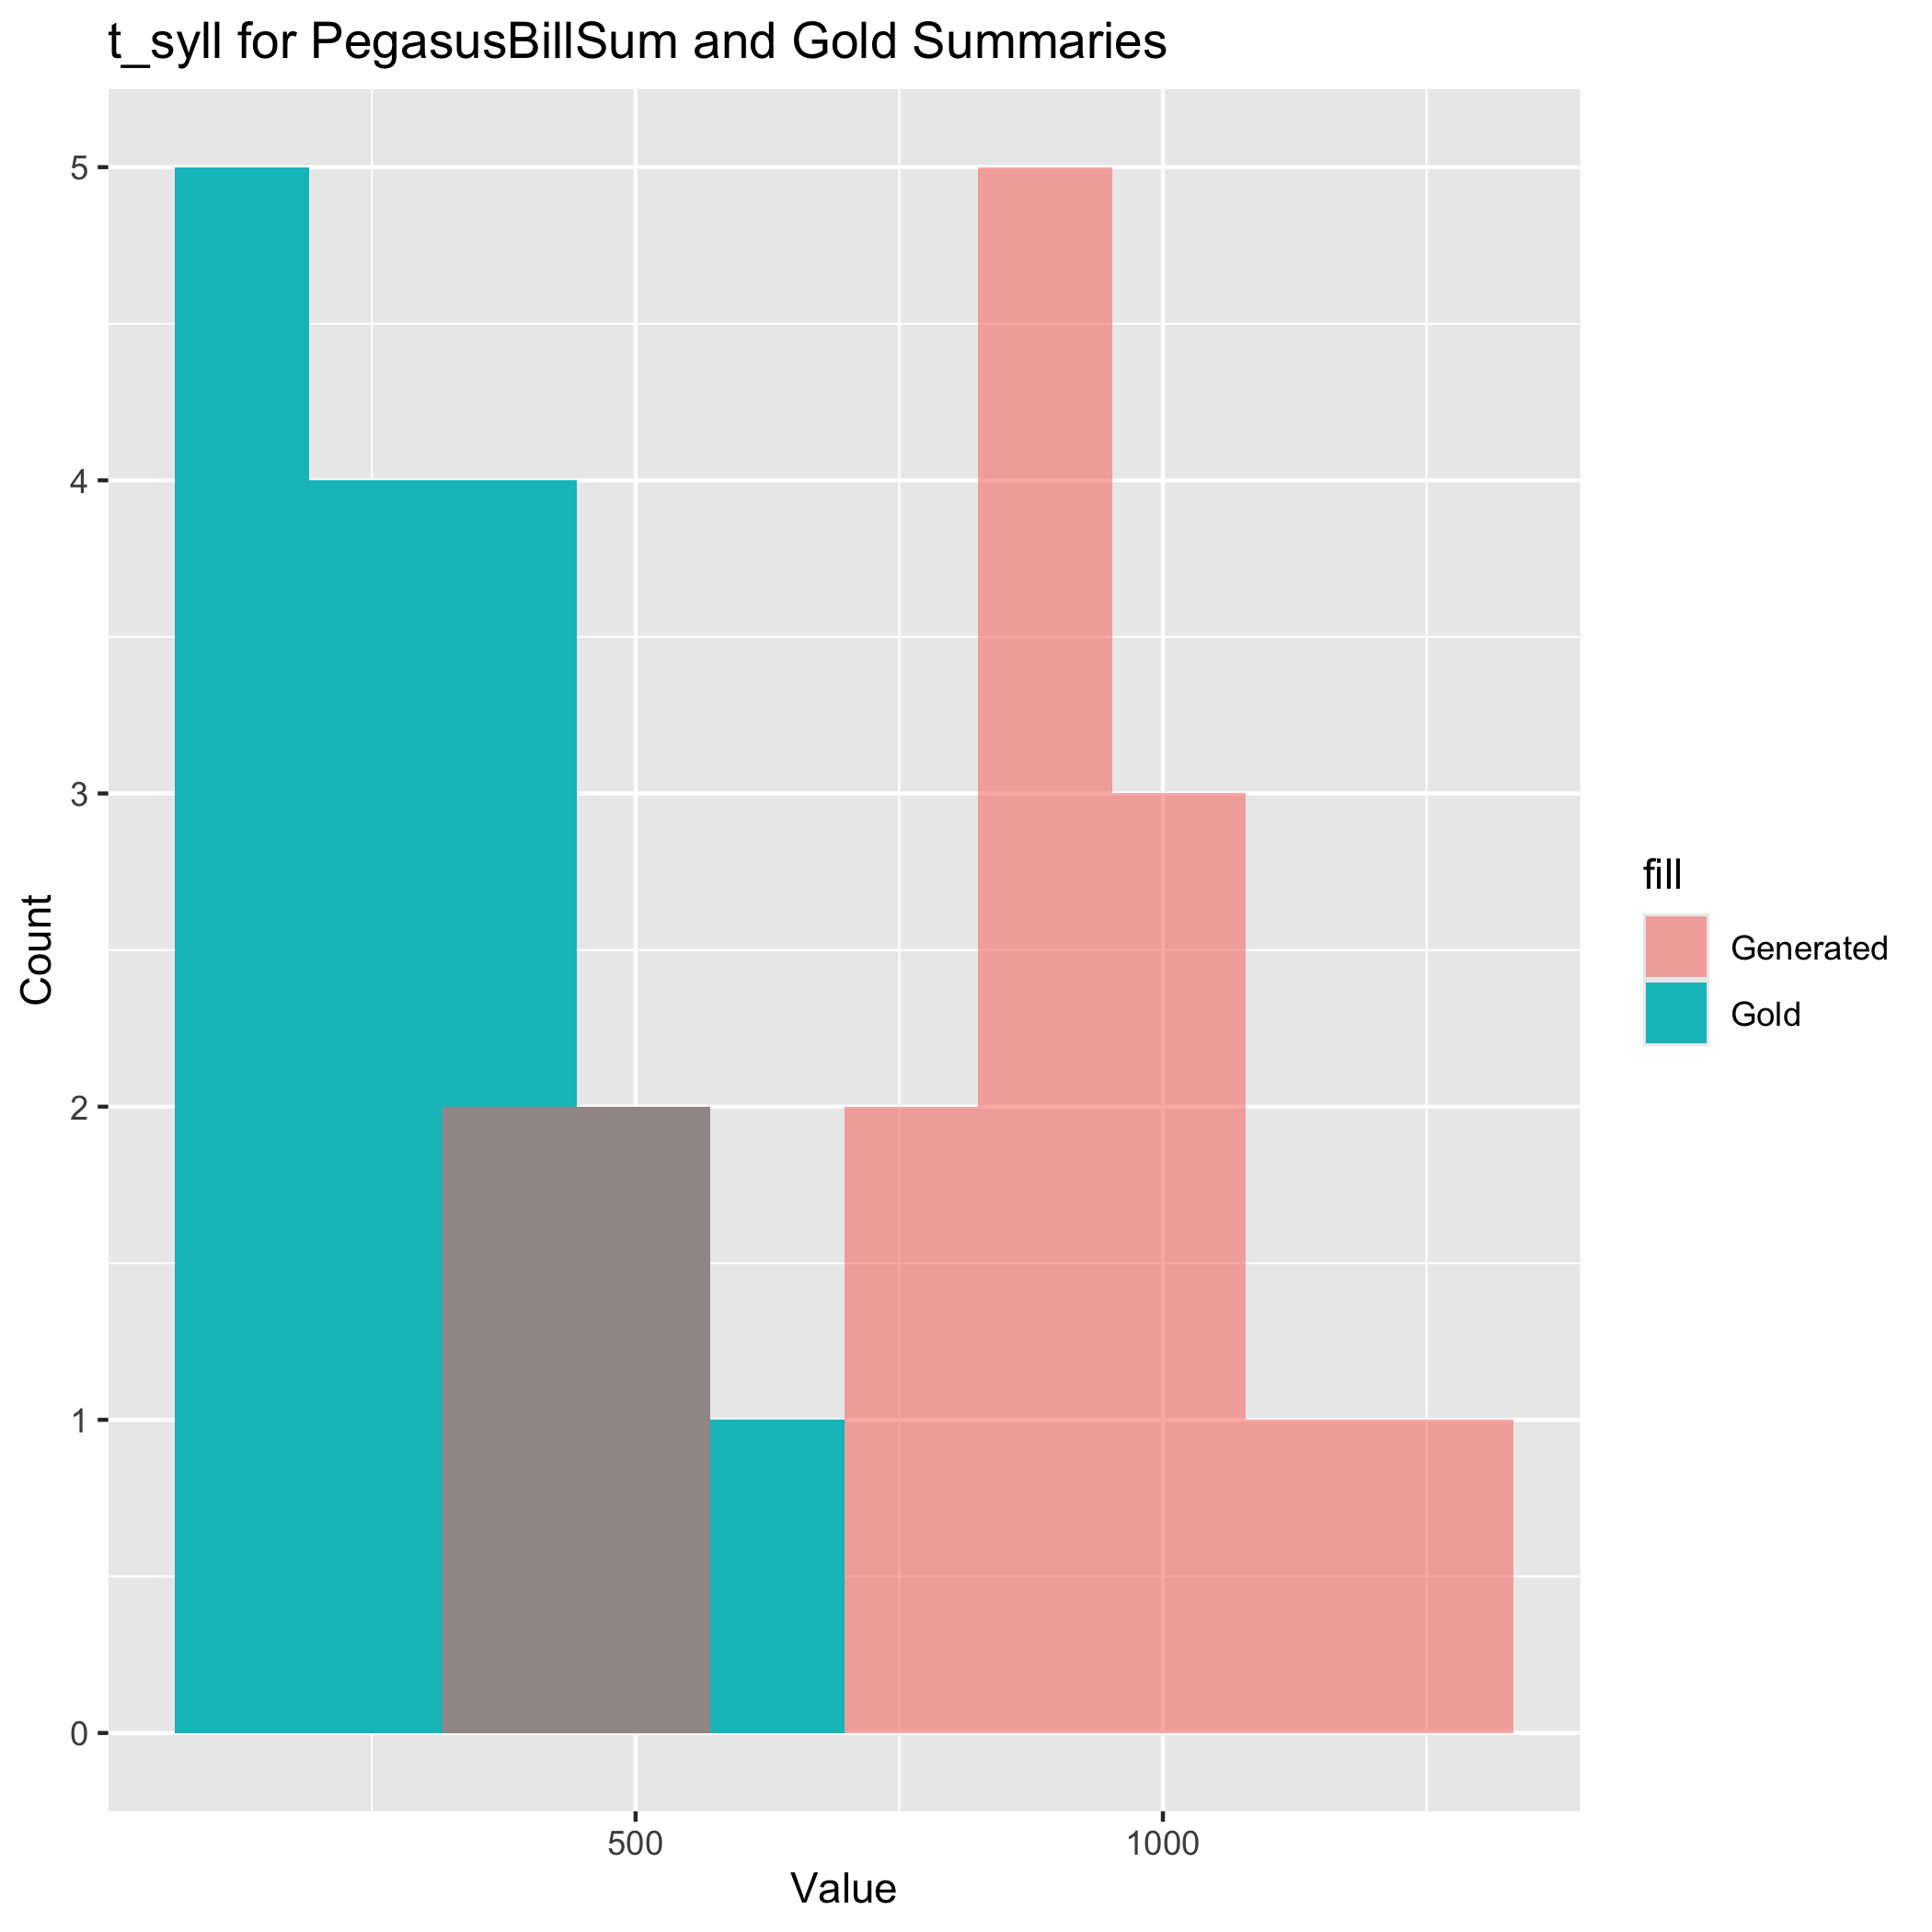 t_syll for PegasusBillSum and Gold Summaries
5
4
3
2
1
0
Count
500
1000
Value
fill
Generated
Gold